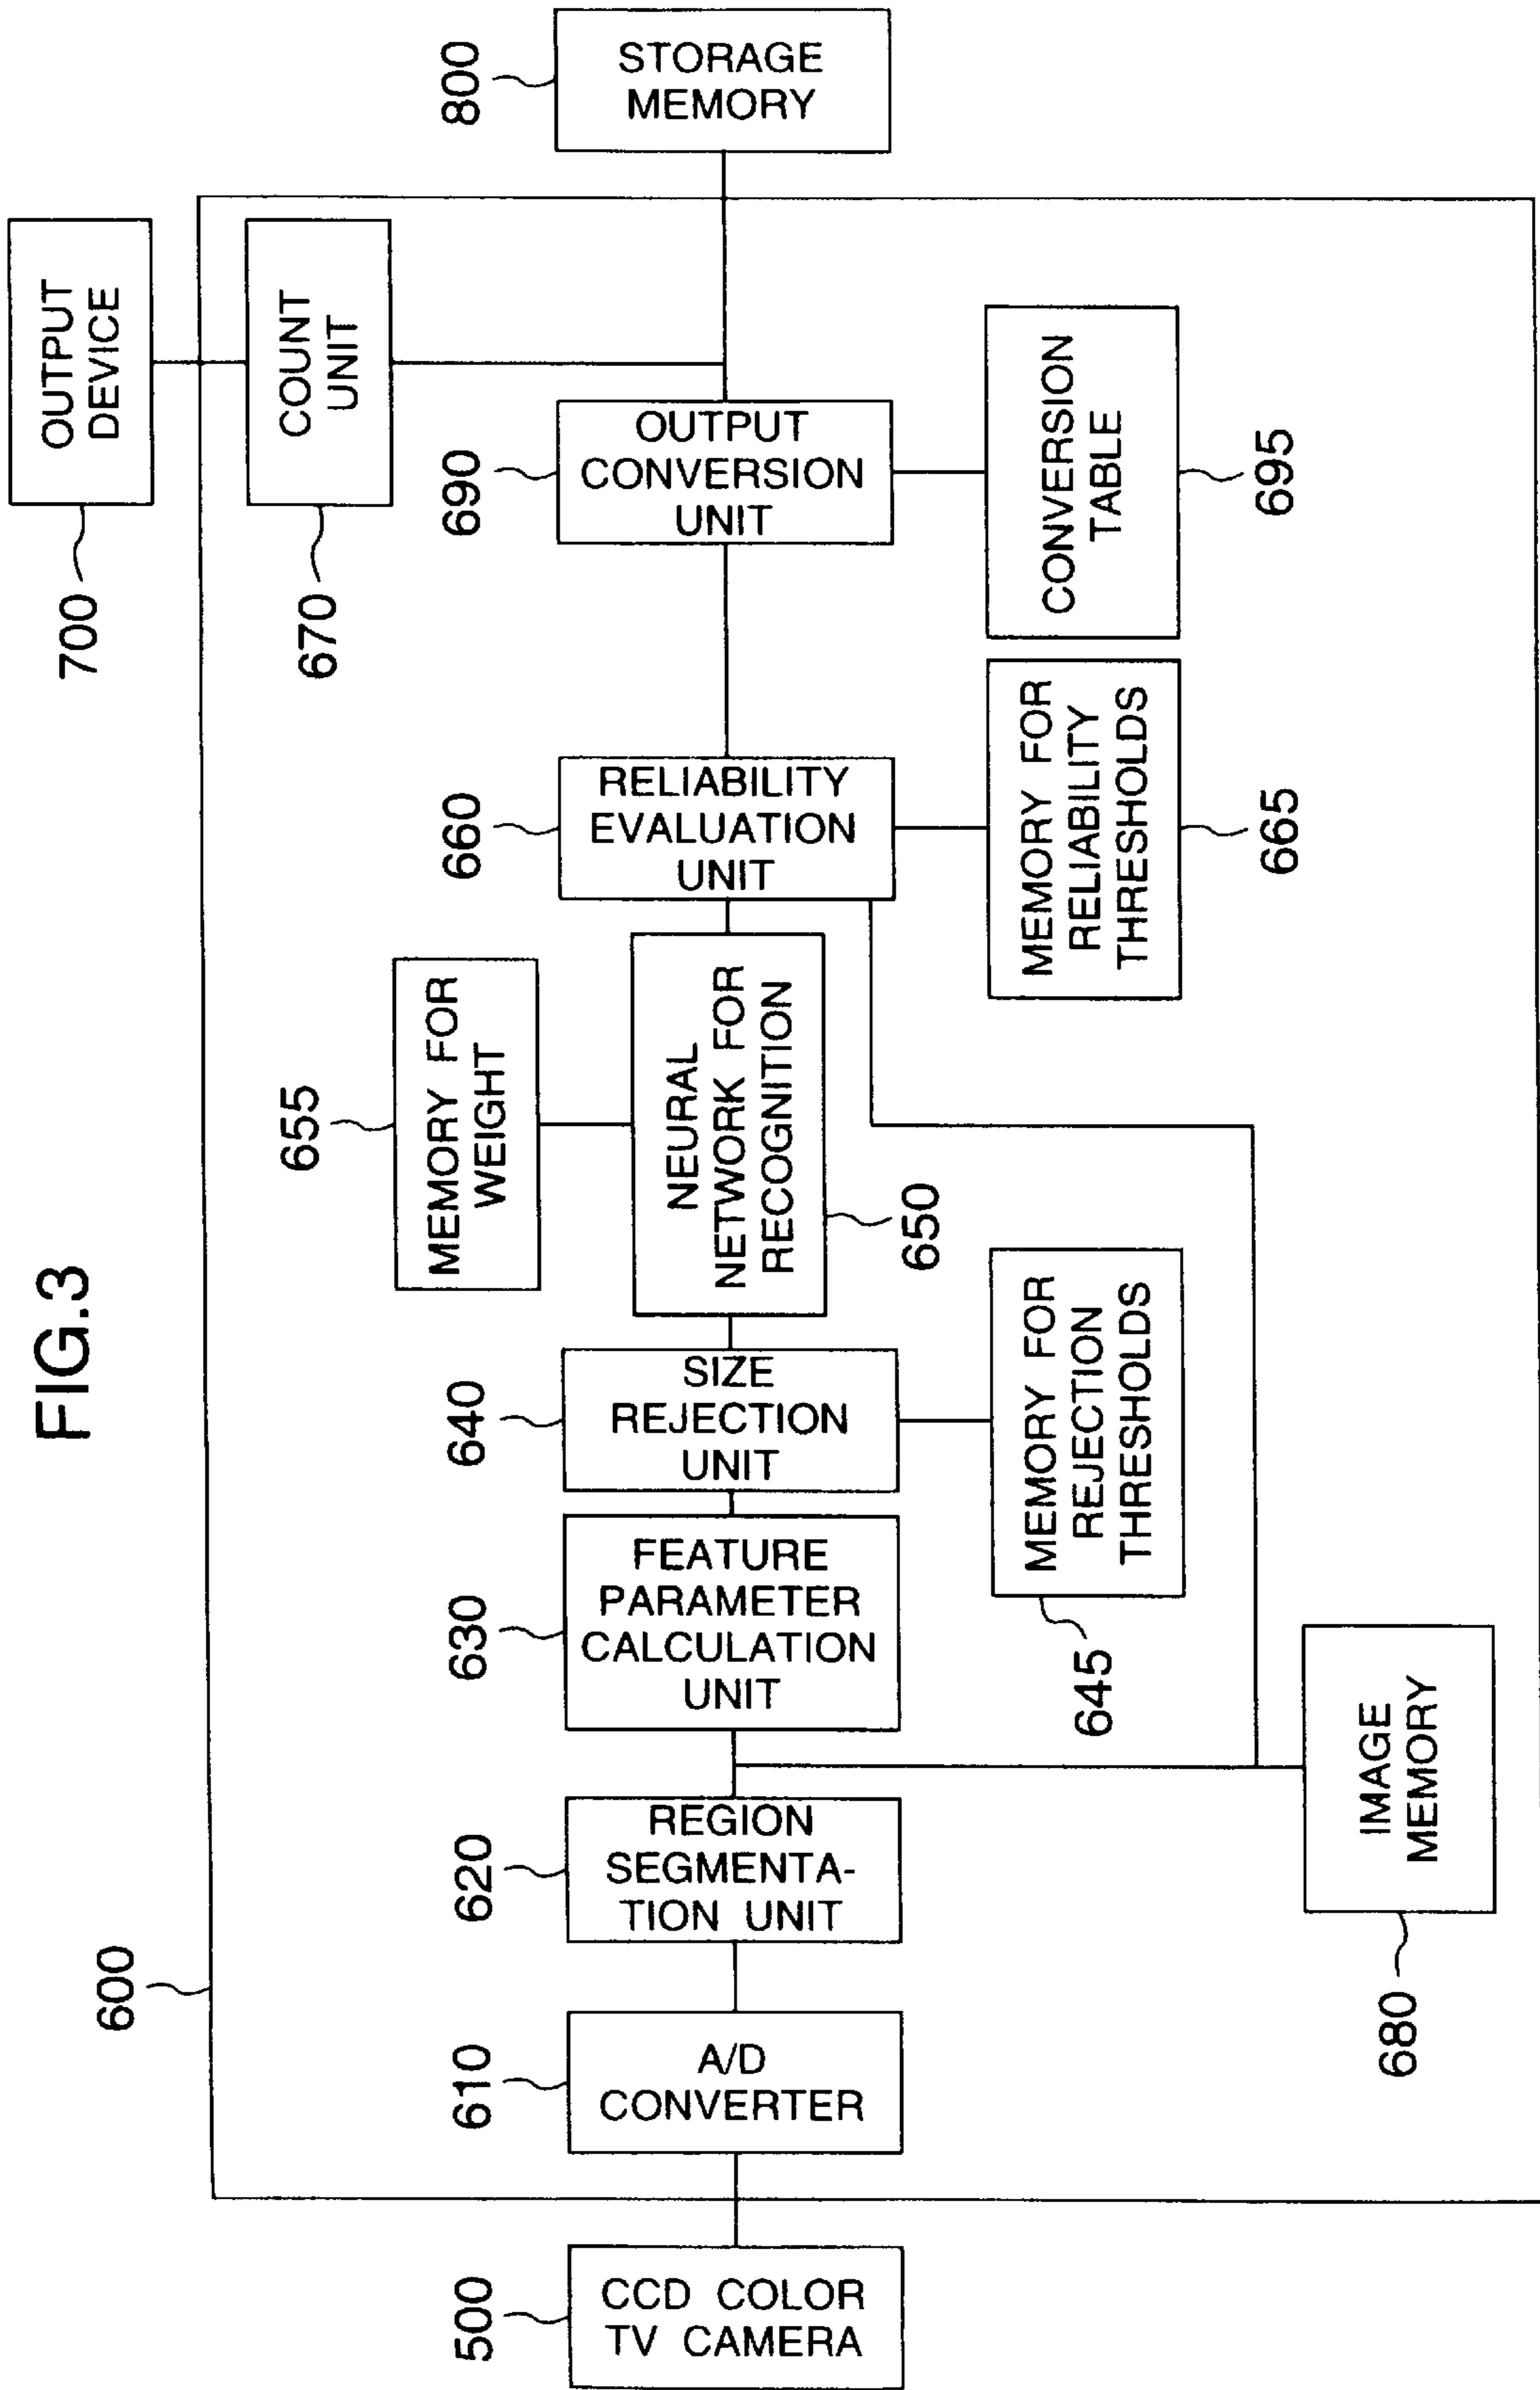 FIG.3
600
500
CCD COLOR
TV CAMERA
610
A/D
CONVERTER
620
REGION
SEGMENTA-
TION UNIT
630
FEATURE
PARAMETER
CALCULATION
UNIT
640
SIZE
REJECTION
UNIT
MEMORY FOR
REJECTION
THRESHOLDS
645
655
MEMORY FOR
WEIGHT
NEURAL
NETWORK FOR
RECOGNITION
650
660
RELIABILITY
EVALUATION
UNIT
MEMORY FOR
RELIABILITY
THRESHOLDS
665
690
OUTPUT
CONVERSION
UNIT
CONVERSION
TABLE
695
700
OUTPUT
DEVICE
670
COUNT
UNIT
800
STORAGE
MEMORY
IMAGE
MEMORY
680